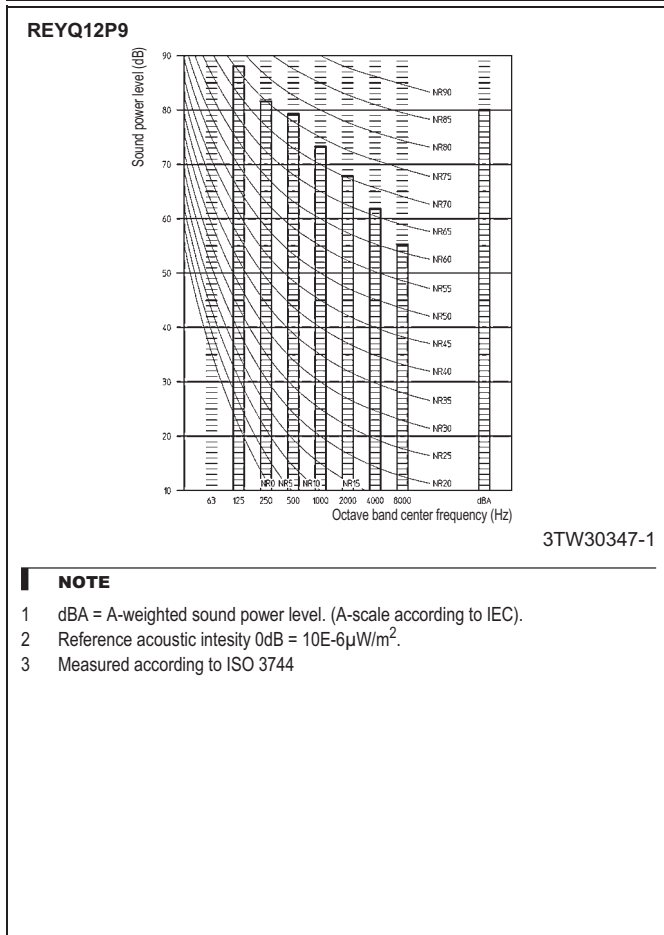 REYQ12P9
Sound power level (dB)
90
80
70
60
50
40
30
20
10
NR90
NR85
NR80
NR75
NR70
NR65
NR60
NR55
NR50
NR45
NR40
NR35
NR30
NR25
NR20
NR0 NR5 NR10 NR15
63 125 250 500 1000 2000 4000 8000 dBA
Octave band center frequency (Hz)
3TW30347-1
NOTE
1 dBA = A-weighted sound power level. (A-scale according to IEC).
2 Reference acoustic intesity 0dB = 10E-6µW/m².
3 Measured according to ISO 3744